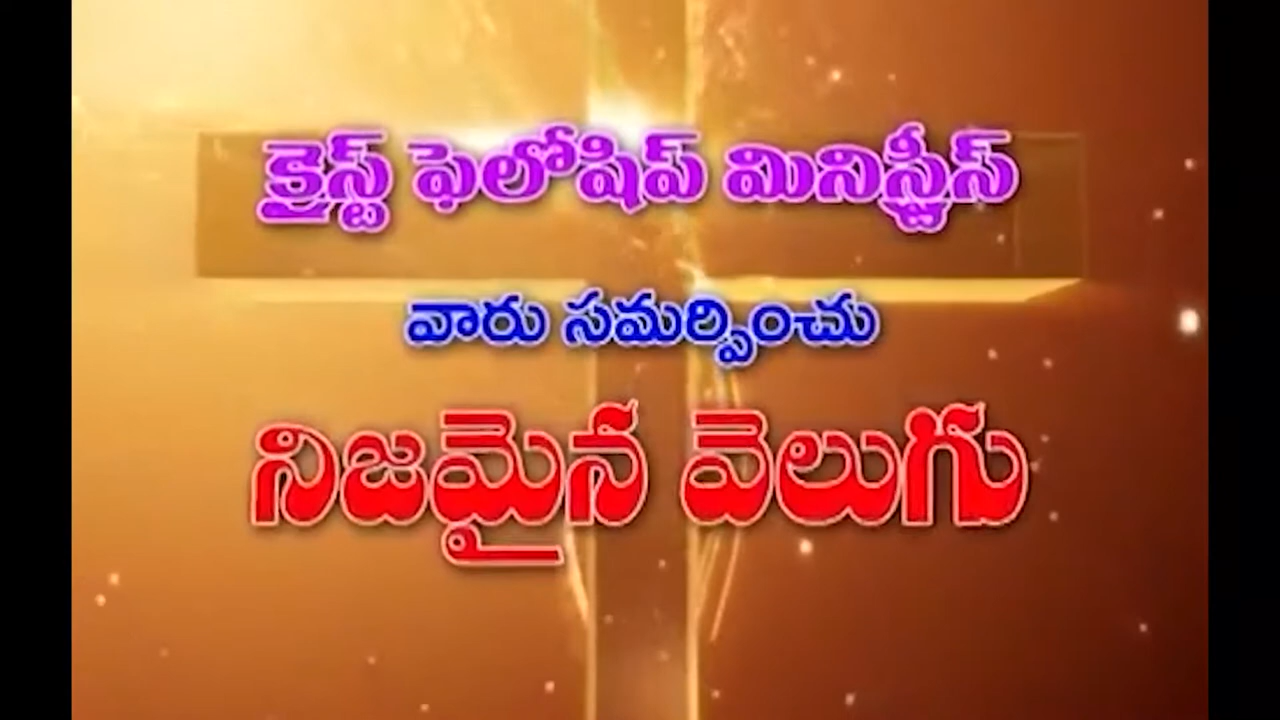 క్రైస్ట్ ఫెలోషిప్ మినిస్ట్రీస్
వారు సమర్పించు
నిజమైన వెలుగు